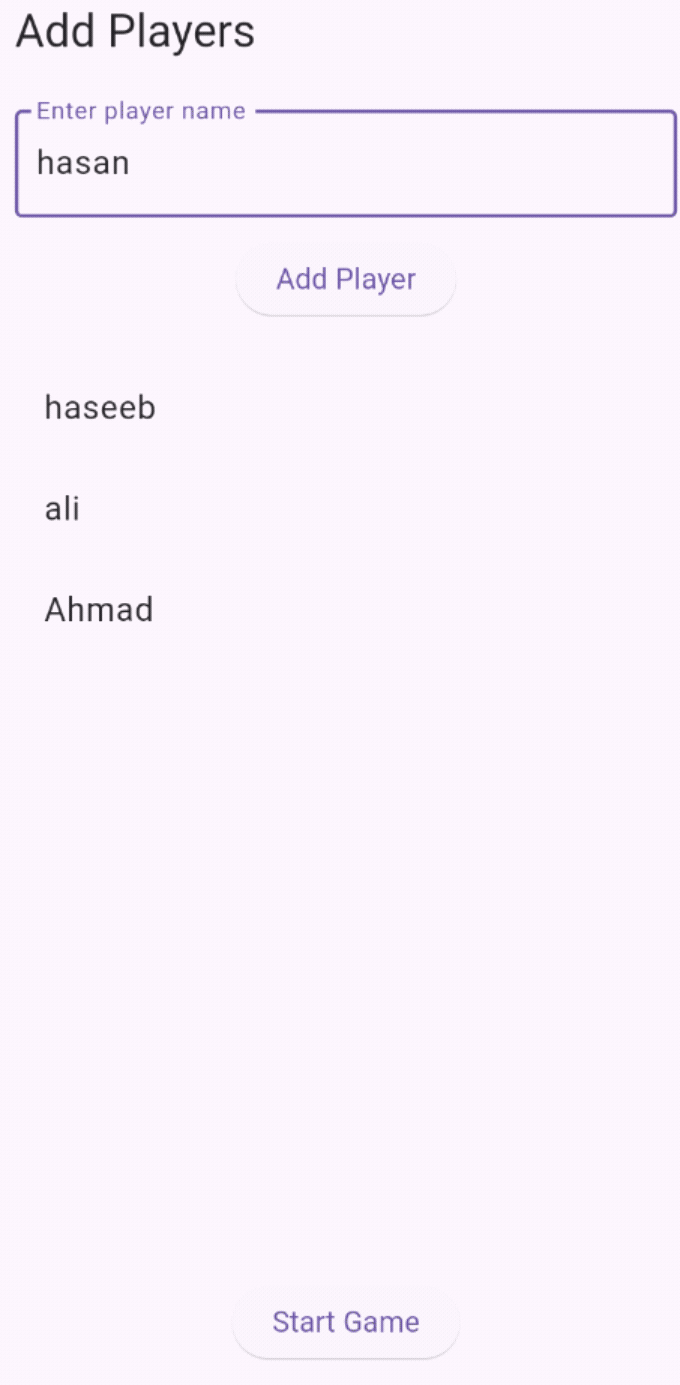 Add Players
Enter player name
hasan
Add Player
haseeb
ali
Ahmad
Start Game